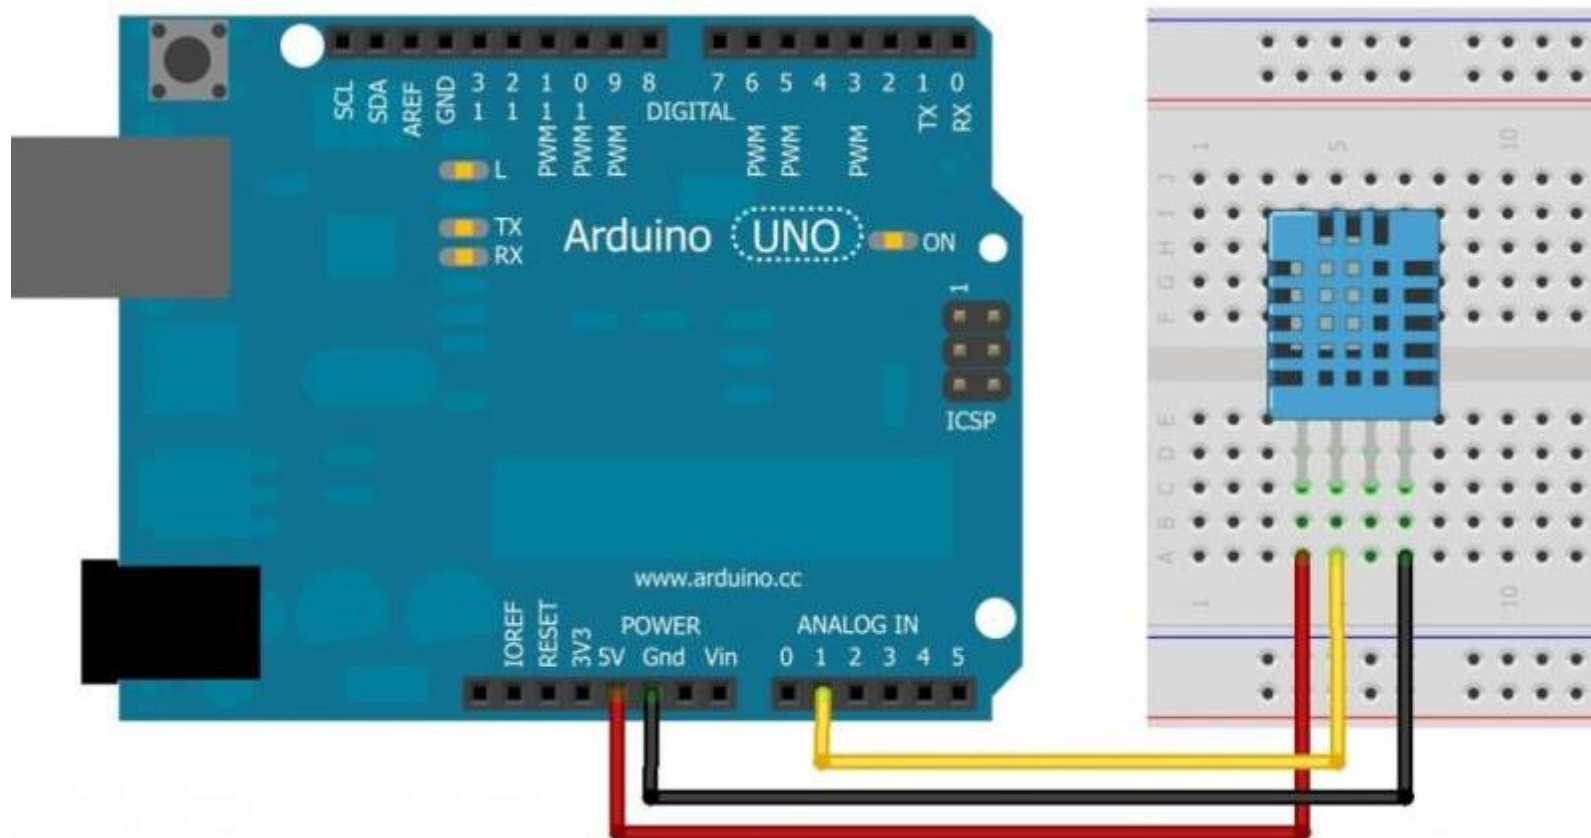 SCL SDA AREF GND 13 12 11 10 9 8 7 6 5 4 3 2 1 0
DIGITAL
PWM PWM PWM PWM PWM PWM TX RX
L
TX
RX
Arduino UNO
ON
1
ICSP
www.arduino.cc
POWER
ANALOG IN
IOREF RESET 3V3 5V Gnd Vin
0 1 2 3 4 5
1 5 10
J
I
H
G
F
E
D
C
B
A
1 10